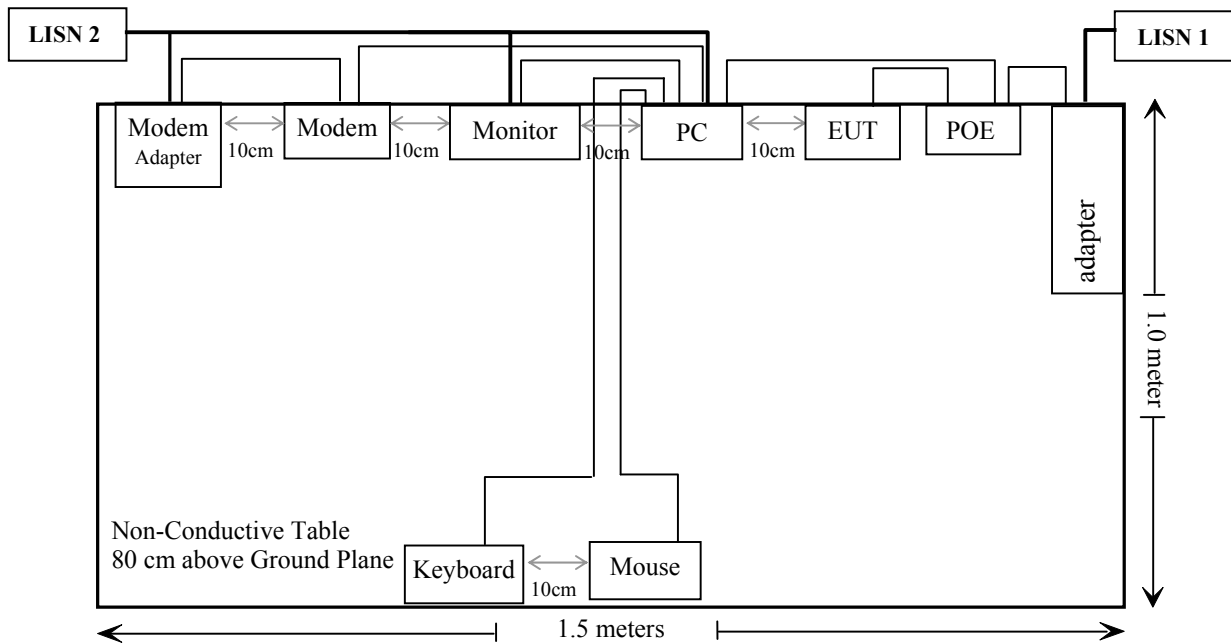 LISN 2
LISN 1
Modem
Adapter
10cm
Modem
10cm
Monitor
10cm
PC
10cm
EUT
POE
adapter
1.0 meter
Non-Conductive Table
80 cm above Ground Plane
Keyboard
10cm
Mouse
1.5 meters